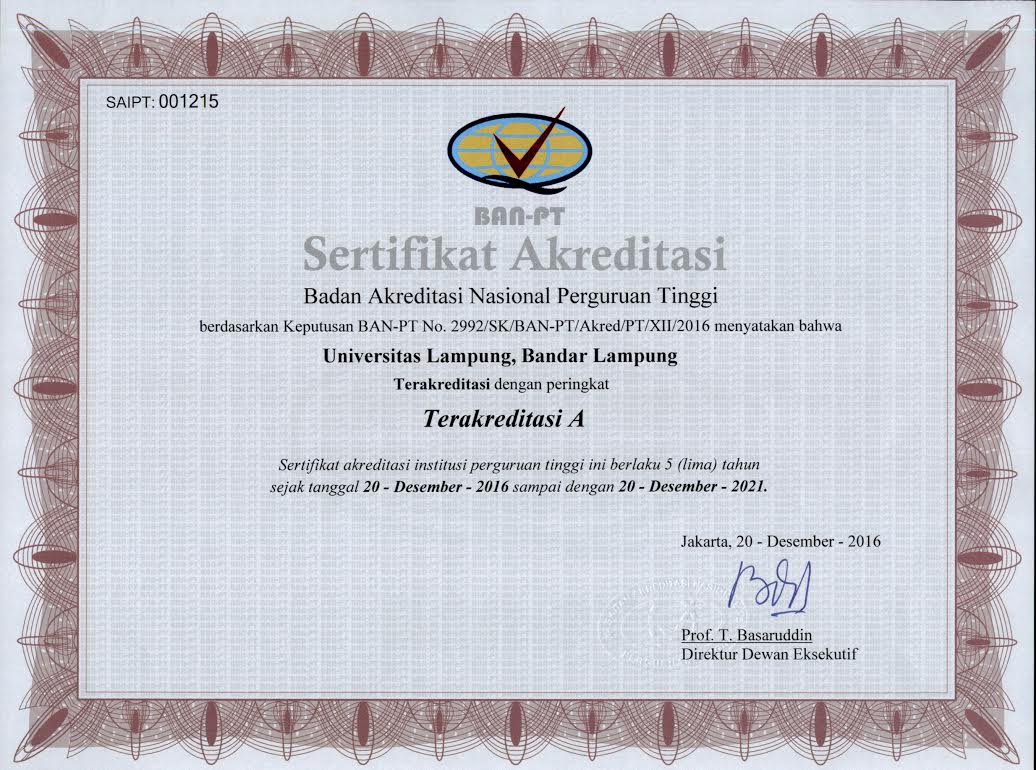 SAIPT: 001215
BAN-PT
Sertifikat Akreditasi
Badan Akreditasi Nasional Perguruan Tinggi
berdasarkan Keputusan BAN-PT No. 2992/SK/BAN-PT/Akred/PT/XII/2016 menyatakan bahwa
Universitas Lampung, Bandar Lampung
Terakreditasi dengan peringkat
Terakreditasi A
Sertifikat akreditasi institusi perguruan tinggi ini berlaku 5 (lima) tahun
sejak tanggal 20 - Desember - 2016 sampai dengan 20 - Desember - 2021.
Jakarta, 20 - Desember - 2016
Prof. T. Basaruddin
Direktur Dewan Eksekutif